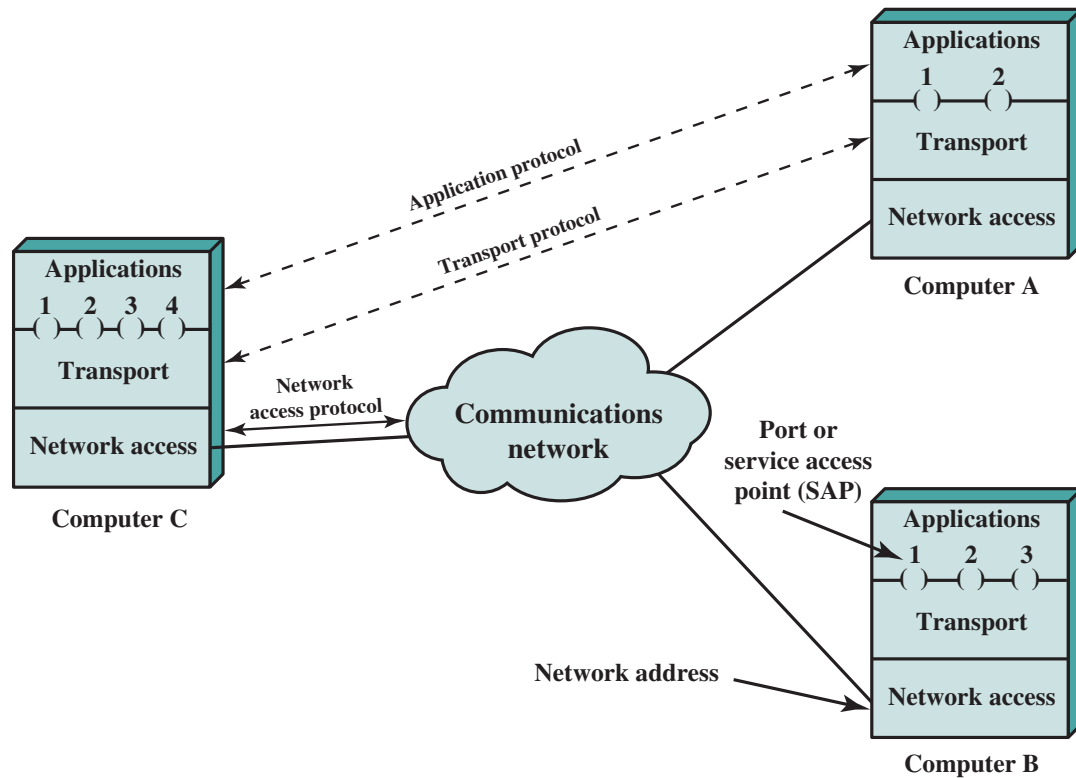 Applications
1 2
Transport
Network access
Computer A
Application protocol
Transport protocol
Applications
1 2 3 4
Transport
Network access
Computer C
Network
access protocol
Communications
network
Port or
service access
point (SAP)
Applications
1 2 3
Transport
Network access
Computer B
Network address